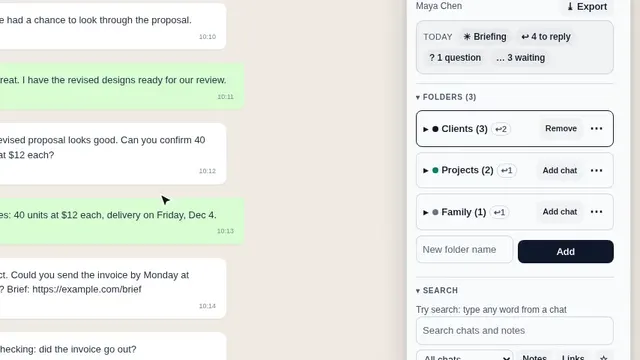 e had a chance to look through the proposal.
10:10
reat. I have the revised designs ready for our review.
10:11
evised proposal looks good. Can you confirm 40
at $12 each?
10:12
es: 40 units at $12 each, delivery on Friday, Dec 4.
10:13
ct. Could you send the invoice by Monday at
? Brief: https://example.com/brief
10:14
hecking: did the invoice go out?
Maya Chen
Export
TODAY
Briefing
↩ 4 to reply
? 1 question
... 3 waiting
FOLDERS (3)
Clients (3) ↩2 Remove
Projects (2) ↩1 Add chat
Family (1) ↩1 Add chat
New folder name Add
SEARCH
Try search: type any word from a chat
Search chats and notes
All chats Notes Links